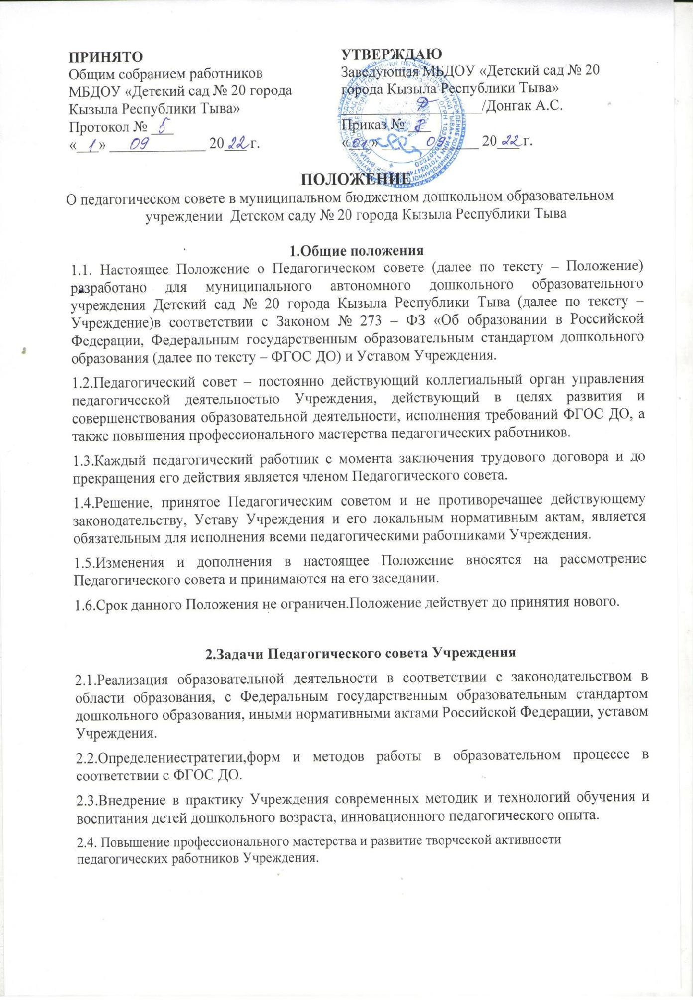 ПРИНЯТО
Общим собранием работников
МБДОУ «Детский сад № 20 города
Кызыла Республики Тыва»
Протокол № 5
«1» 09 2022 г.
УТВЕРЖДАЮ
Заведующая МБДОУ «Детский сад № 20
города Кызыла Республики Тыва»
/Донгак А.С.
Приказ № 8
«01» 09 2022 г.
ПОЛОЖЕНИЕ
О педагогическом совете в муниципальном бюджетном дошкольном образовательном
учреждении Детском саду № 20 города Кызыла Республики Тыва
1.Общие положения
1.1. Настоящее Положение о Педагогическом совете (далее по тексту – Положение)
разработано для муниципального автономного дошкольного образовательного
учреждения Детский сад № 20 города Кызыла Республики Тыва (далее по тексту –
Учреждение)в соответствии с Законом № 273 – ФЗ «Об образовании в Российской
Федерации, Федеральным государственным образовательным стандартом дошкольного
образования (далее по тексту – ФГОС ДО) и Уставом Учреждения.
1.2.Педагогический совет – постоянно действующий коллегиальный орган управления
педагогической деятельностью Учреждения, действующий в целях развития и
совершенствования образовательной деятельности, исполнения требований ФГОС ДО, а
также повышения профессионального мастерства педагогических работников.
1.3.Каждый педагогический работник с момента заключения трудового договора и до
прекращения его действия является членом Педагогического совета.
1.4.Решение, принятое Педагогическим советом и не противоречащее действующему
законодательству, Уставу Учреждения и его локальным нормативным актам, является
обязательным для исполнения всеми педагогическими работниками Учреждения.
1.5.Изменения и дополнения в настоящее Положение вносятся на рассмотрение
Педагогического совета и принимаются на его заседании.
1.6.Срок данного Положения не ограничен.Положение действует до принятия нового.
2.Задачи Педагогического совета Учреждения
2.1.Реализация образовательной деятельности в соответствии с законодательством в
области образования, с Федеральным государственным образовательным стандартом
дошкольного образования, иными нормативными актами Российской Федерации, уставом
Учреждения.
2.2.Определениестратегии,форм и методов работы в образовательном процессе в
соответствии с ФГОС ДО.
2.3.Внедрение в практику Учреждения современных методик и технологий обучения и
воспитания детей дошкольного возраста, инновационного педагогического опыта.
2.4. Повышение профессионального мастерства и развитие творческой активности
педагогических работников Учреждения.